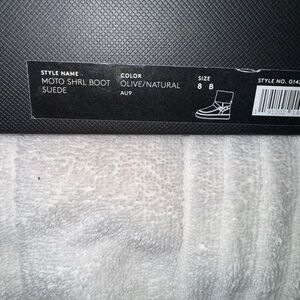 STYLE NAME
MOTO SHRL BOOT
SUEDE
COLOR
OLIVE/NATURAL
AU9
SIZE
8 B
STYLE NO.